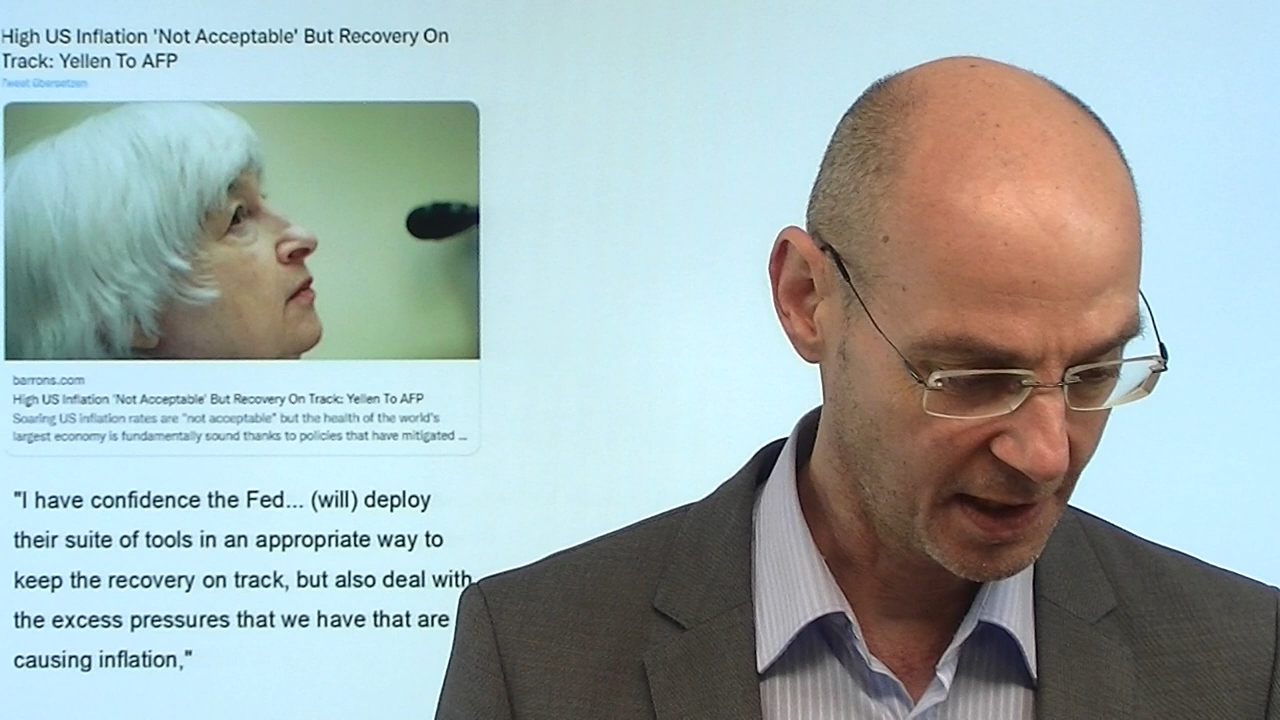 High US Inflation 'Not Acceptable' But Recovery On
Track: Yellen To AFP
Tweet übersetzen
barrons.com
High US Inflation 'Not Acceptable' But Recovery On Track: Yellen To AFP
Soaring US inflation rates are "not acceptable" but the health of the world's
largest economy is fundamentally sound thanks to policies that have mitigated ...
"I have confidence the Fed... (will) deploy
their suite of tools in an appropriate way to
keep the recovery on track, but also deal with
the excess pressures that we have that are
causing inflation,"